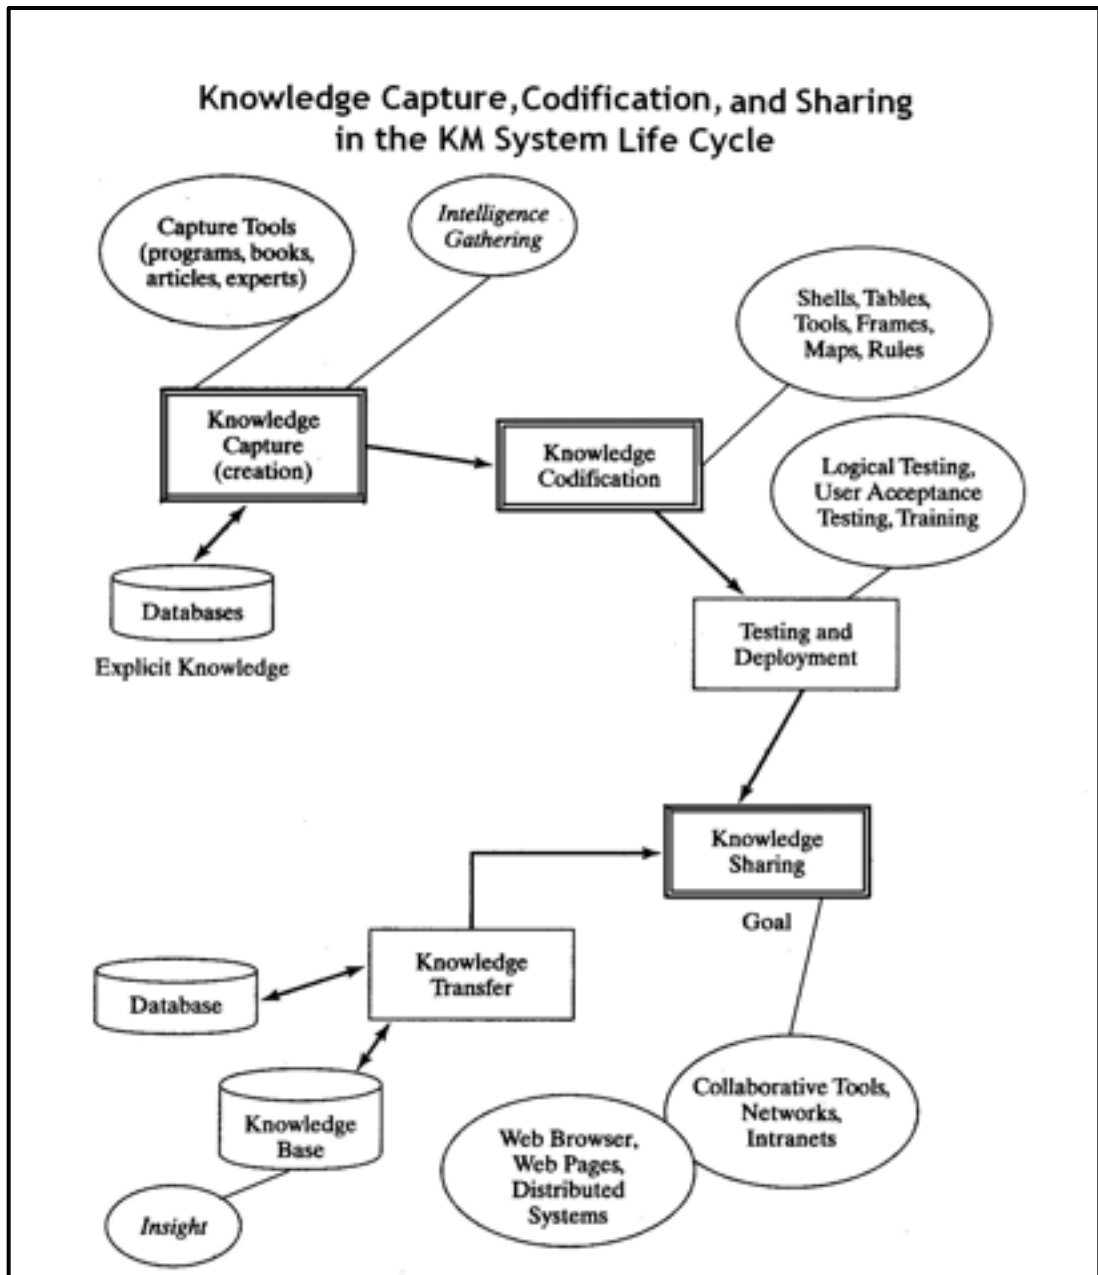 Knowledge Capture, Codification, and Sharing
in the KM System Life Cycle
Capture Tools
(programs, books,
articles, experts)
Intelligence
Gathering
Shells, Tables,
Tools, Frames,
Maps, Rules
Knowledge
Capture
(creation)
Knowledge
Codification
Logical Testing,
User Acceptance
Testing, Training
Databases
Explicit Knowledge
Testing and
Deployment
Knowledge
Sharing
Goal
Knowledge
Transfer
Database
Knowledge
Base
Insight
Collaborative Tools,
Networks,
Intranets
Web Browser,
Web Pages,
Distributed
Systems